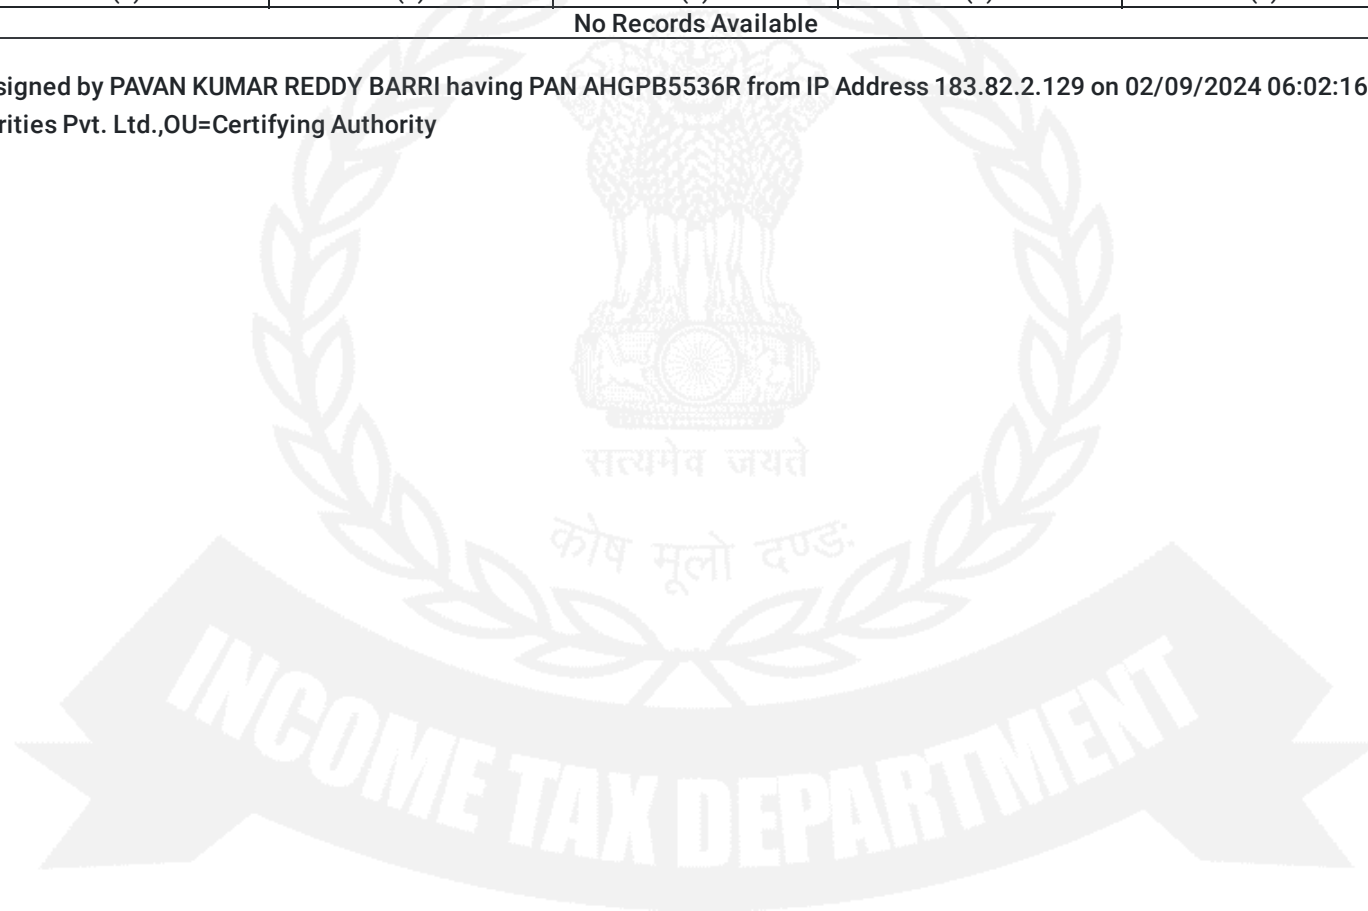 No Records Available
signed by PAVAN KUMAR REDDY BARRI having PAN AHGPB5536R from IP Address 183.82.2.129 on 02/09/2024 06:02:16
rities Pvt. Ltd.,OU=Certifying Authority
सत्यमेव जयते
कोष मूलो दण्डः
INCOME TAX DEPARTMENT